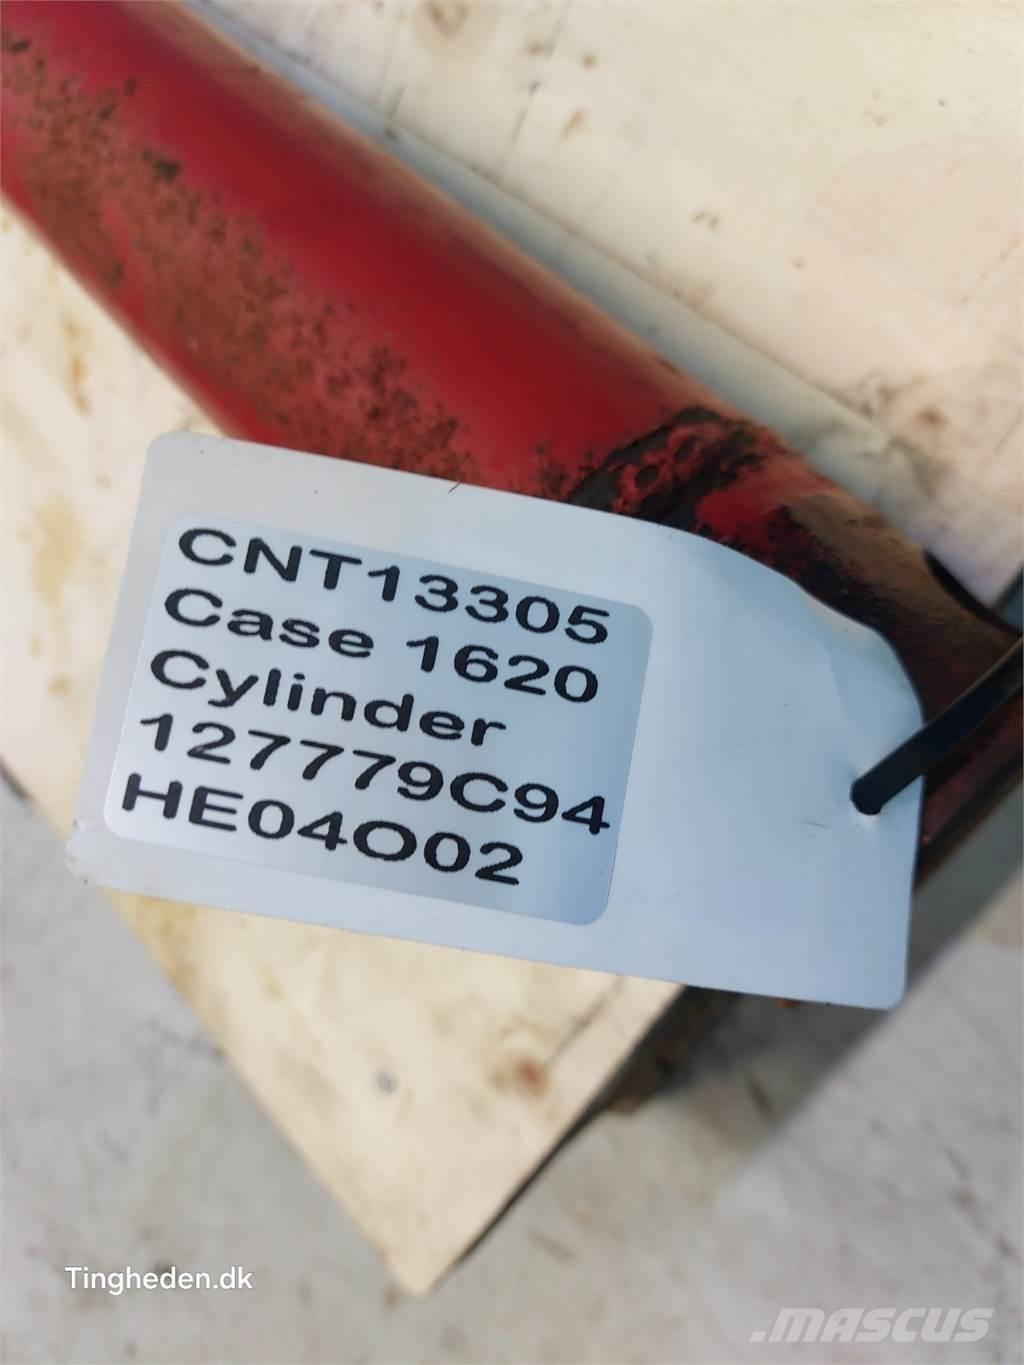 CNT13305
Case 1620
Cylinder
127779C94
HE04O02
Tingheden.dk
.MASCUS